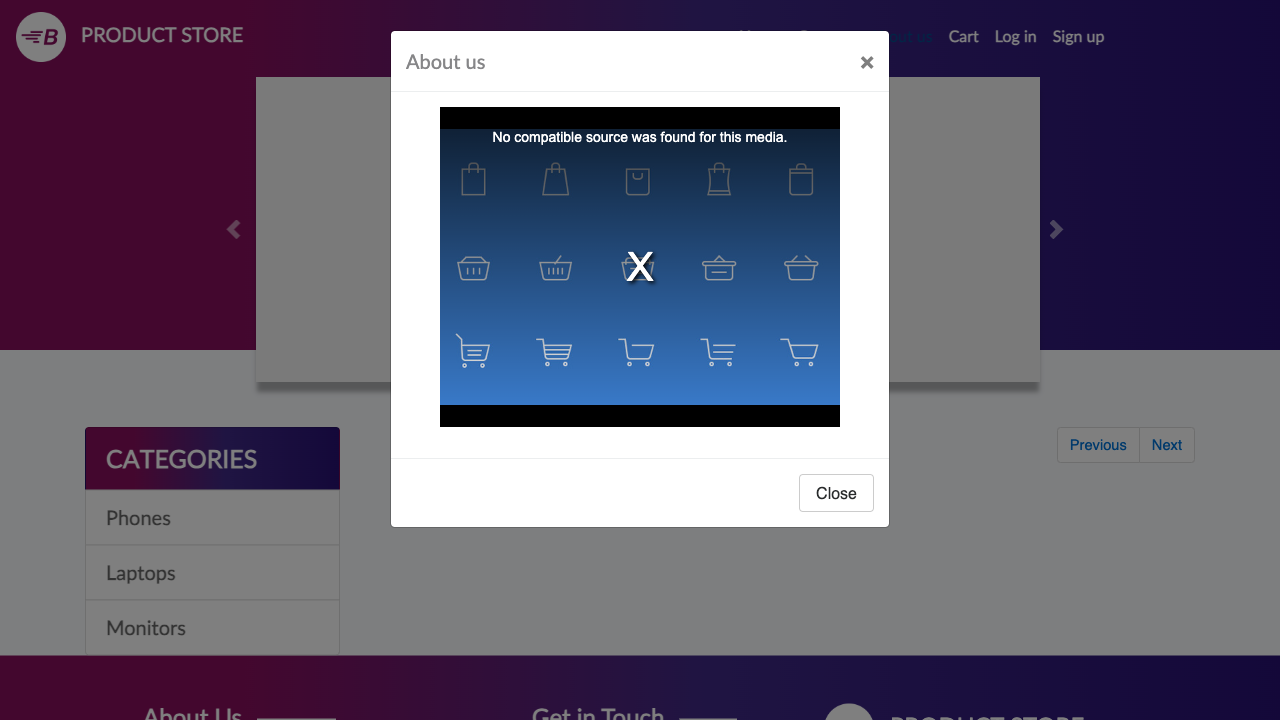 PRODUCT STORE
Cart Log in Sign up
About us
×
No compatible source was found for this media.
X
Close
CATEGORIES
Phones
Laptops
Monitors
Previous Next
About Us
Get in Touch
PRODUCT STORE